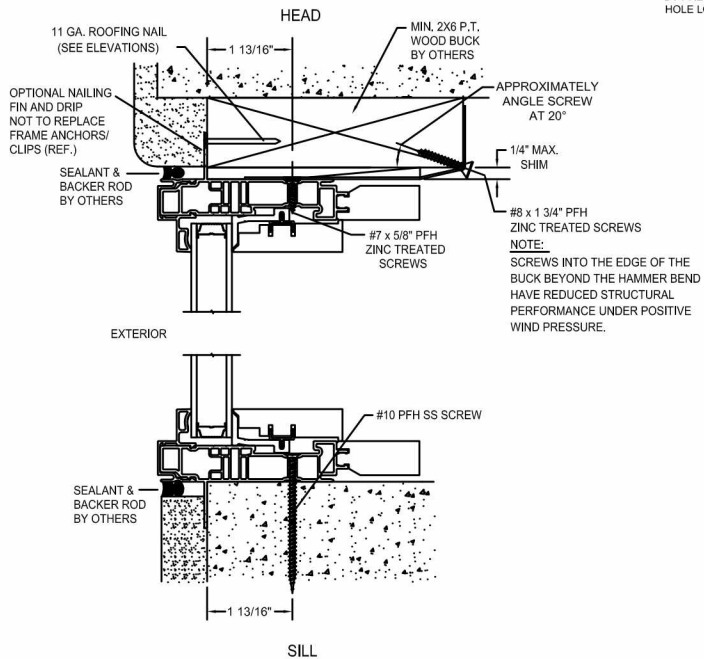 HEAD
HOLE LO
11 GA. ROOFING NAIL
(SEE ELEVATIONS)
1 13/16"
MIN. 2X6 P.T.
WOOD BUCK
BY OTHERS
OPTIONAL NAILING
FIN AND DRIP
NOT TO REPLACE
FRAME ANCHORS/
CLIPS (REF.)
APPROXIMATELY
ANGLE SCREW
AT 20°
1/4" MAX.
SHIM
SEALANT &
BACKER ROD
BY OTHERS
#7 x 5/8" PFH
ZINC TREATED
SCREWS
#8 x 1 3/4" PFH
ZINC TREATED SCREWS
NOTE:
SCREWS INTO THE EDGE OF THE
BUCK BEYOND THE HAMMER BEND
HAVE REDUCED STRUCTURAL
PERFORMANCE UNDER POSITIVE
WIND PRESSURE.
EXTERIOR
#10 PFH SS SCREW
SEALANT &
BACKER ROD
BY OTHERS
1 13/16"
SILL